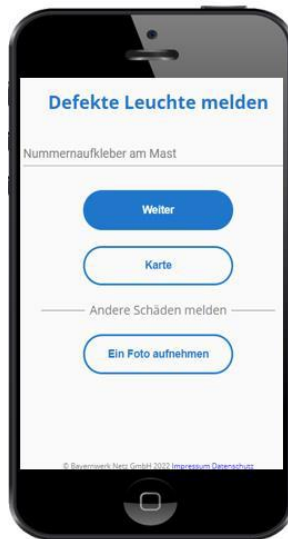 Defekte Leuchte melden
Nummernaufkleber am Mast
Weiter
Karte
Andere Schäden melden
Ein Foto aufnehmen
© Bayernwerk Netz GmbH 2022 Impressum Datenschutz